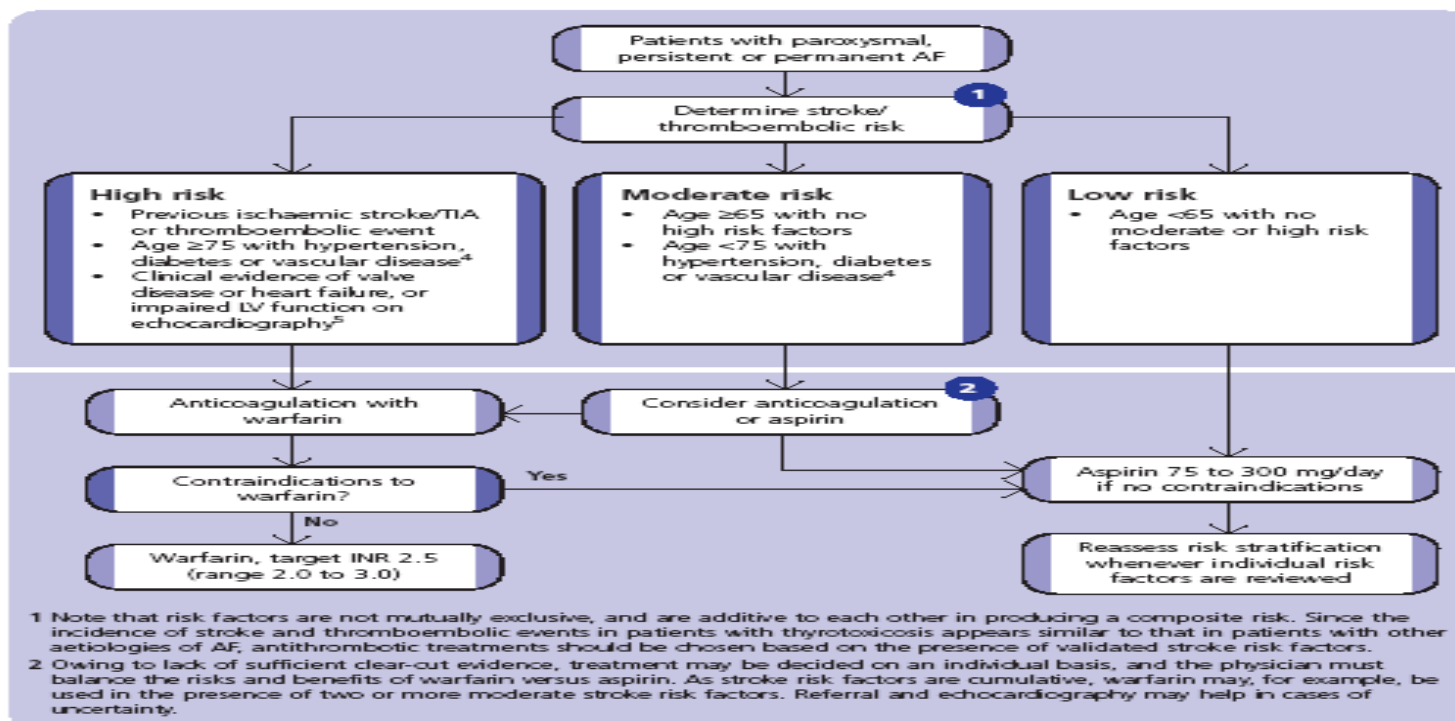 Patients with paroxysmal,
persistent or permanent AF
1
Determine stroke/
thromboembolic risk
High risk
• Previous ischaemic stroke/TIA
or thromboembolic event
• Age ≥75 with hypertension,
diabetes or vascular disease4
• Clinical evidence of valve
disease or heart failure, or
impaired LV function on
echocardiography5
Moderate risk
• Age ≥65 with no
high risk factors
• Age <75 with
hypertension, diabetes
or vascular disease4
Low risk
• Age <65 with no
moderate or high risk
factors
Anticoagulation with
warfarin
2
Consider anticoagulation
or aspirin
Contraindications to
warfarin?
Yes
No
Aspirin 75 to 300 mg/day
if no contraindications
Warfarin, target INR 2.5
(range 2.0 to 3.0)
Reassess risk stratification
whenever individual risk
factors are reviewed
1 Note that risk factors are not mutually exclusive, and are additive to each other in producing a composite risk. Since the
incidence of stroke and thromboembolic events in patients with thyrotoxicosis appears similar to that in patients with other
aetiologies of AF, antithrombotic treatments should be chosen based on the presence of validated stroke risk factors.
2 Owing to lack of sufficient clear-cut evidence, treatment may be decided on an individual basis, and the physician must
balance the risks and benefits of warfarin versus aspirin. As stroke risk factors are cumulative, warfarin may, for example, be
used in the presence of two or more moderate stroke risk factors. Referral and echocardiography may help in cases of
uncertainty.